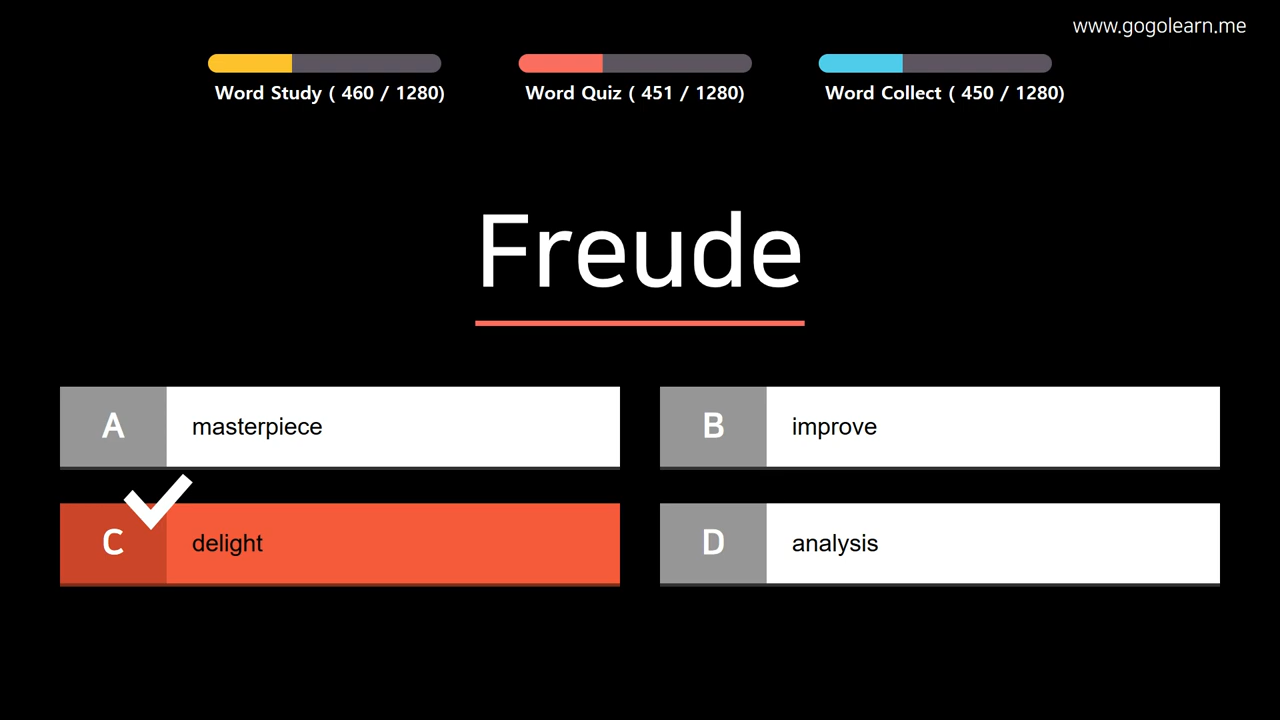 www.gogolearn.me
Word Study ( 460 / 1280)
Word Quiz ( 451 / 1280)
Word Collect ( 450 / 1280)
Freude
A masterpiece
B improve
C delight
D analysis